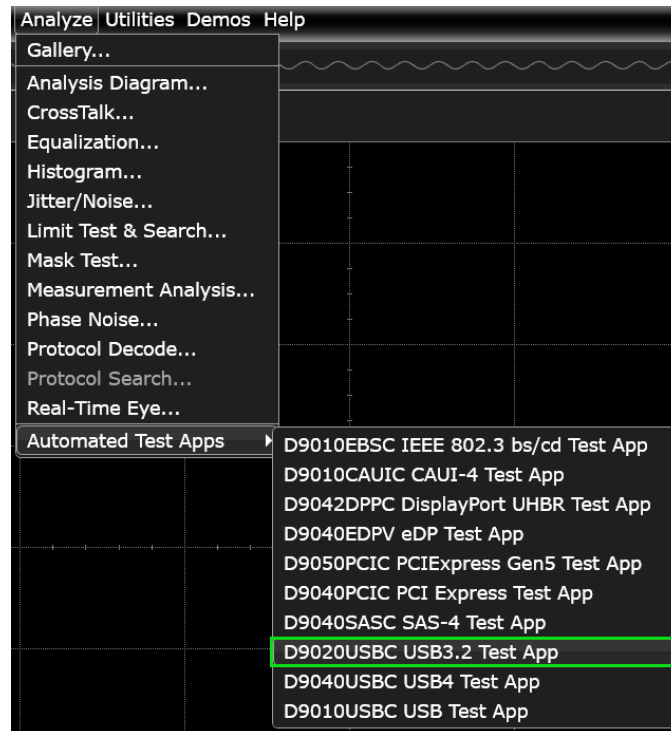 Analyze Utilities Demos Help
Gallery...
Analysis Diagram...
CrossTalk...
Equalization...
Histogram...
Jitter/Noise...
Limit Test & Search...
Mask Test...
Measurement Analysis...
Phase Noise...
Protocol Decode...
Protocol Search...
Real-Time Eye...
Automated Test Apps
D9010EBSC IEEE 802.3 bs/cd Test App
D9010CAUIC CAUI-4 Test App
D9042DPPC DisplayPort UHBR Test App
D9040EDPV eDP Test App
D9050PCIC PCIExpress Gen5 Test App
D9040PCIC PCI Express Test App
D9040SASC SAS-4 Test App
D9020USBC USB3.2 Test App
D9040USBC USB4 Test App
D9010USBC USB Test App